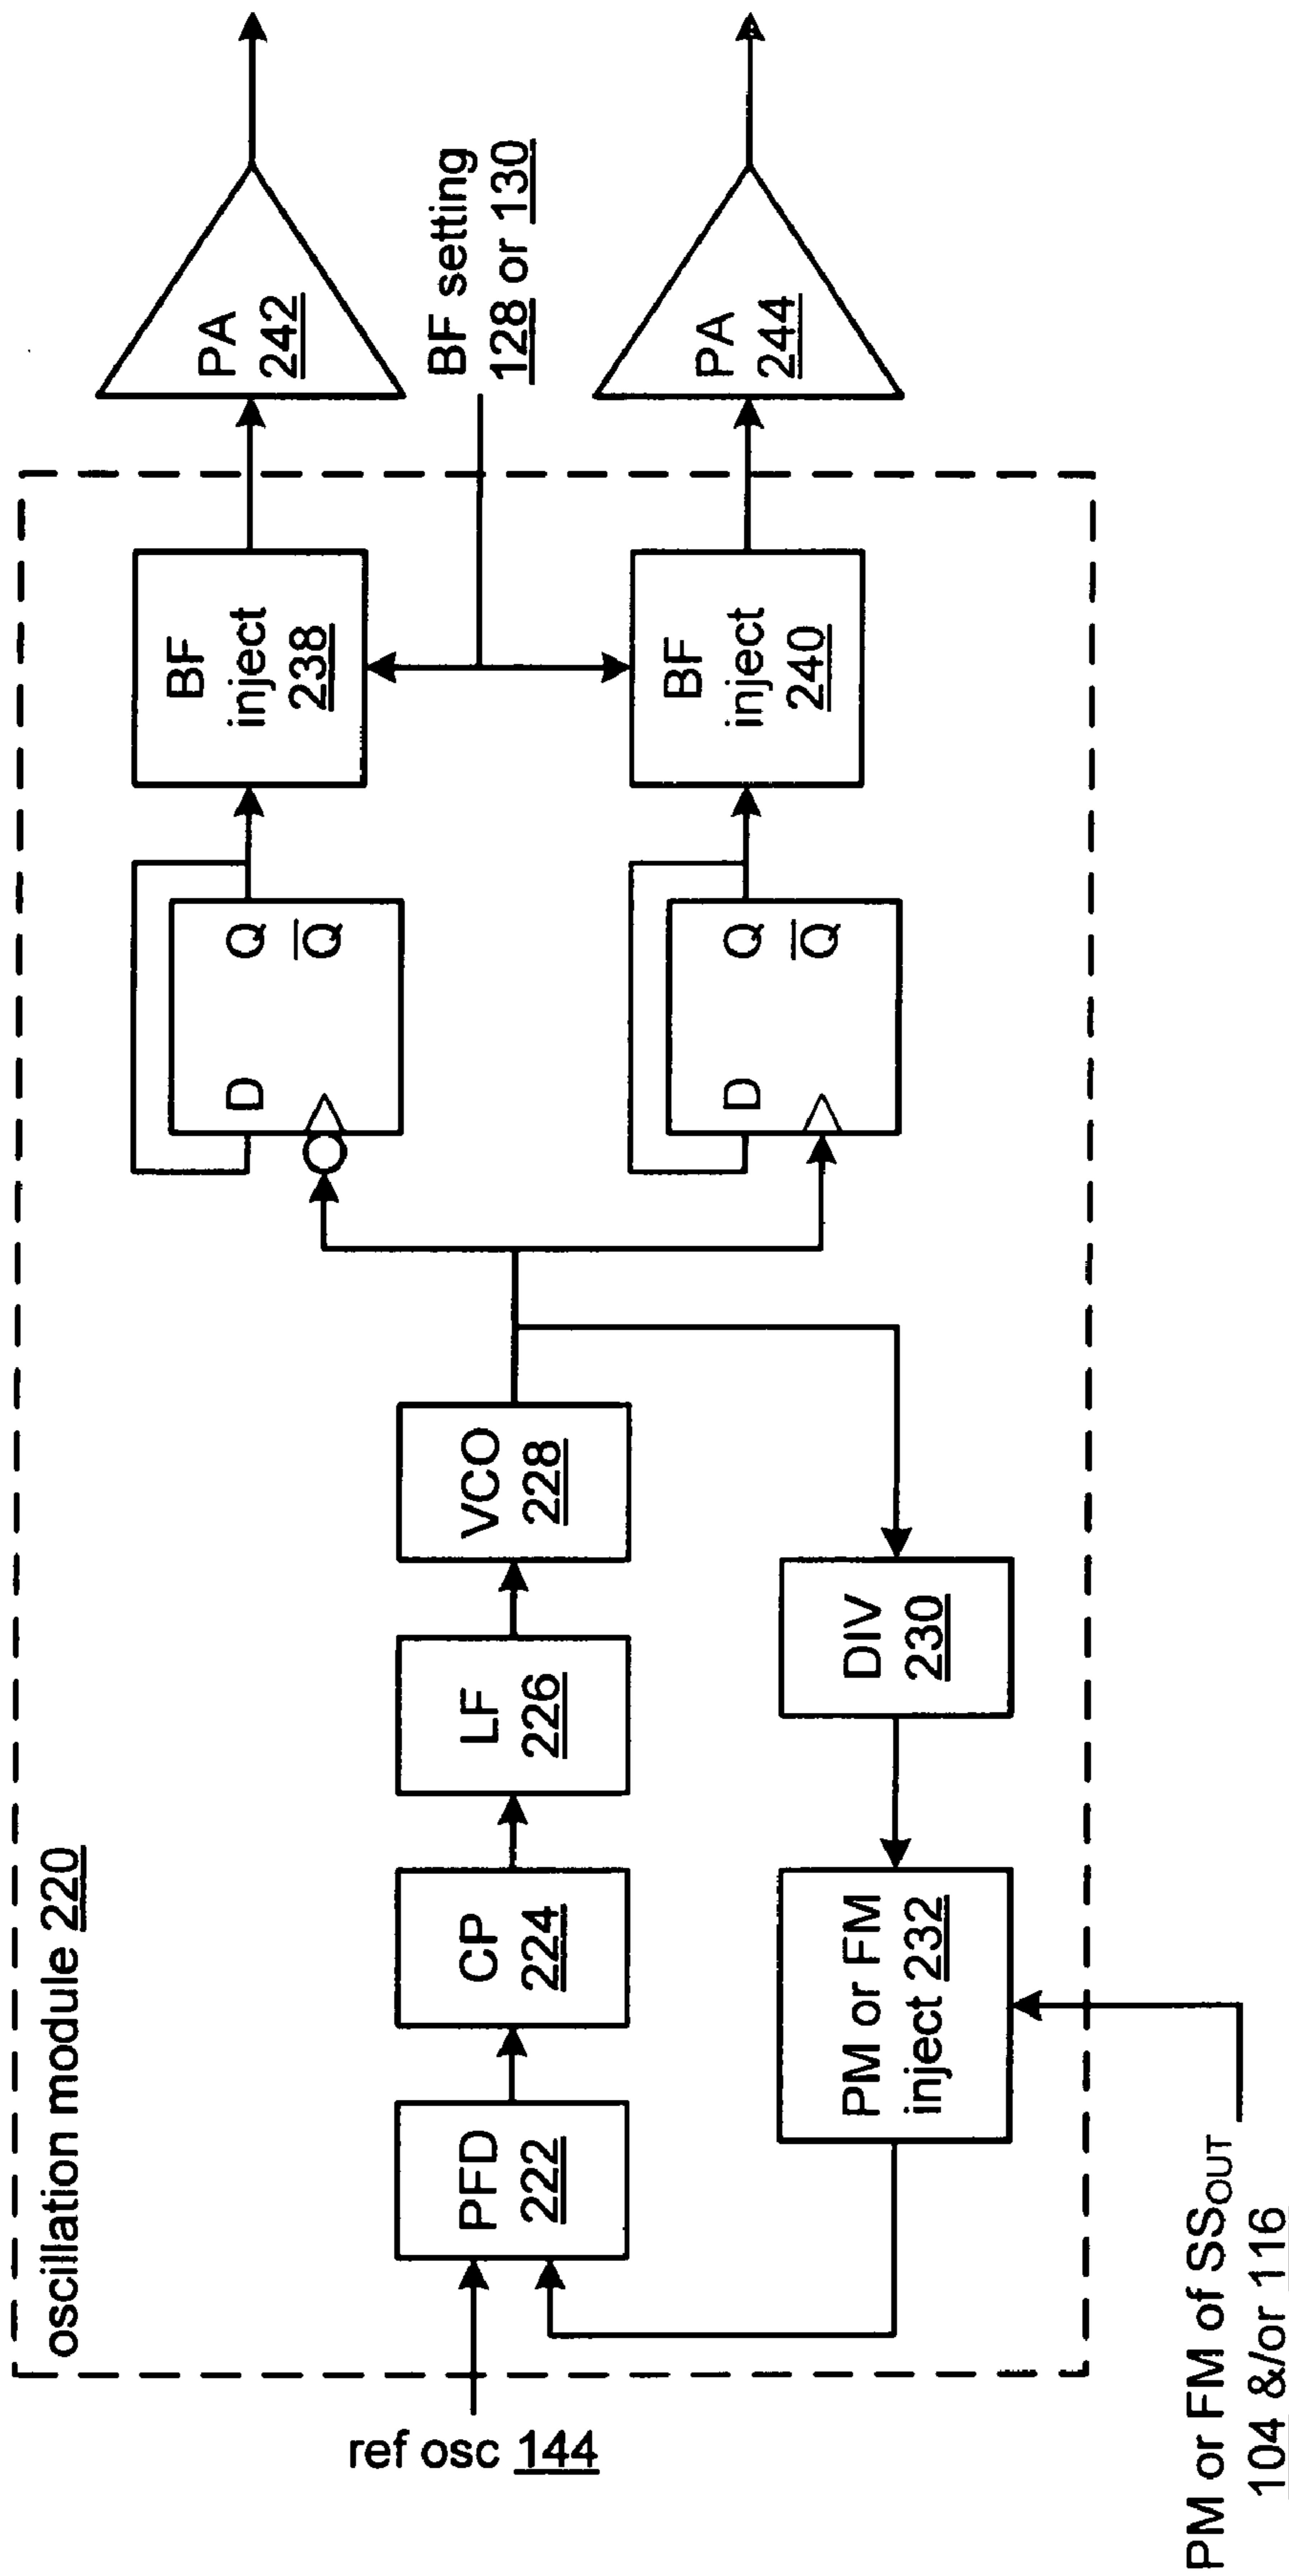 oscillation module 220
ref osc 144
PFD
222
CP
224
LF
226
VCO
228
DIV
230
PM or FM
inject 232
PM or FM of SSOUT
104 &/or 116
D
Q
Q̅
D
Q
Q̅
BF
inject
238
BF
inject
240
BF setting
128 or 130
PA
242
PA
244